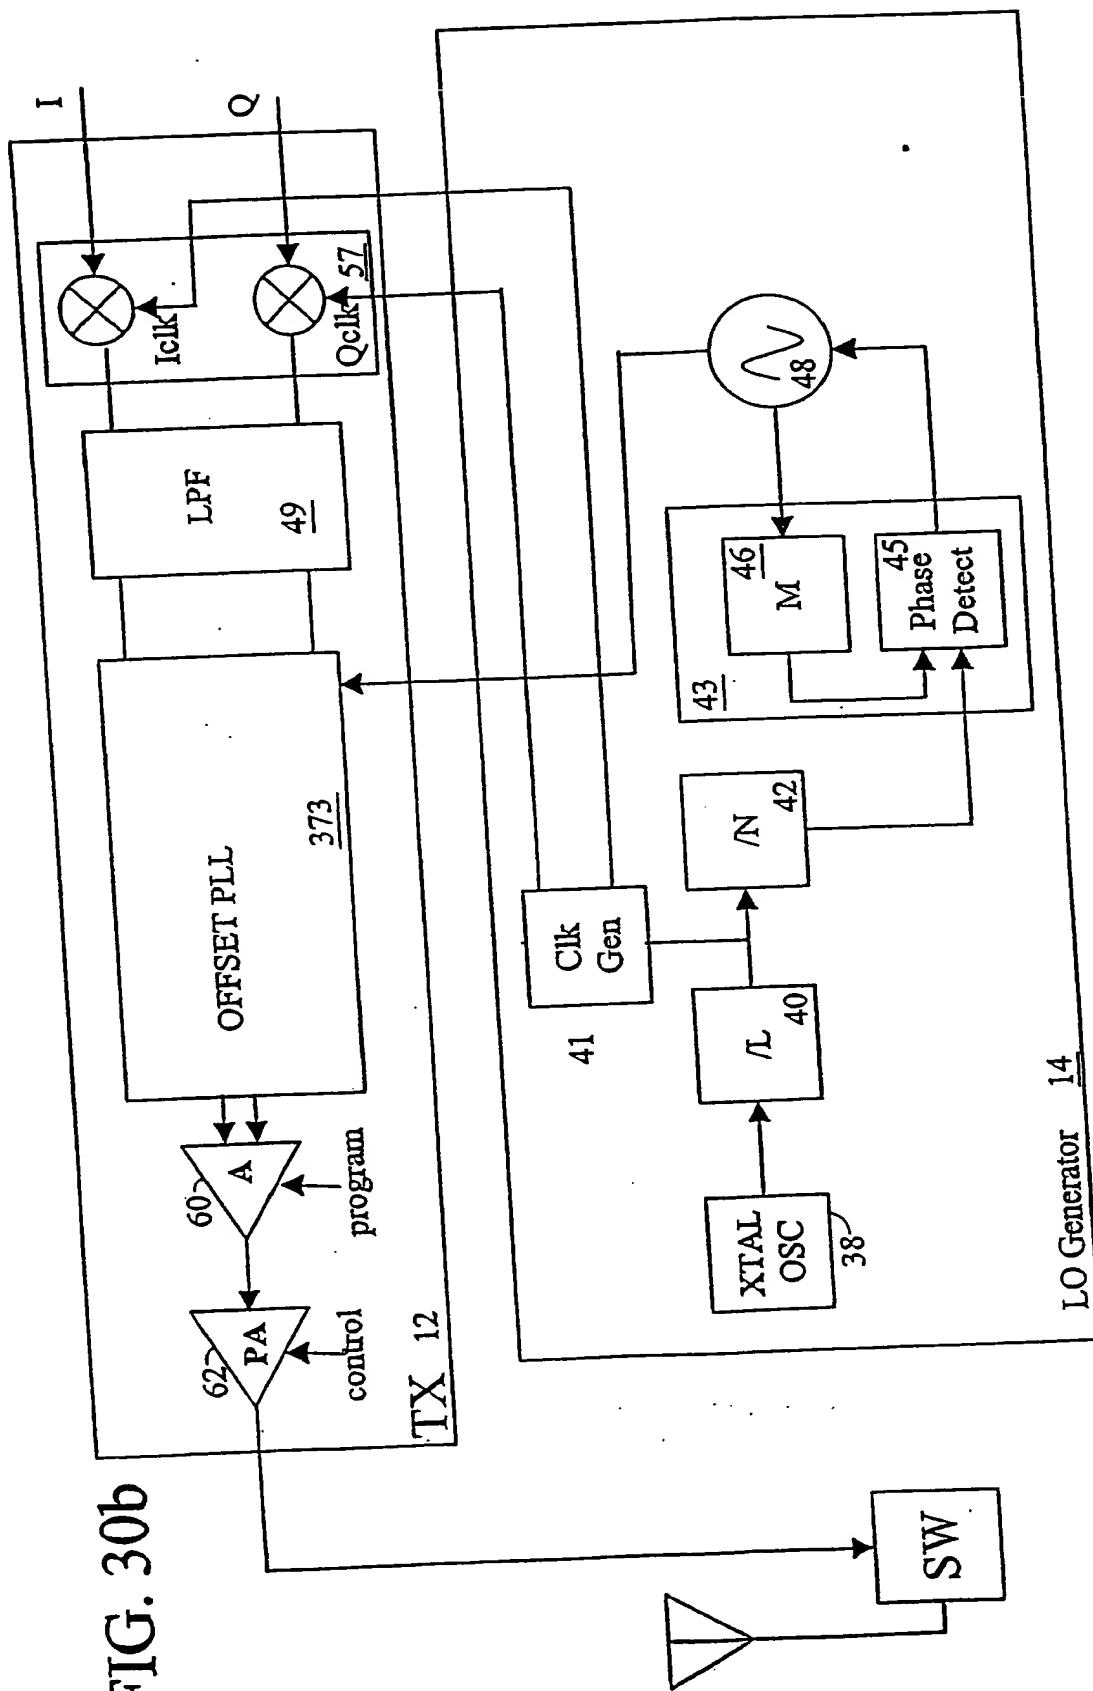 FIG. 30b
TX 12
62
PA
control
60
A
program
OFFSET PLL
373
LPF
49
Iclk
Qclk
57
I
Q
SW
LO Generator 14
XTAL
OSC
38
/L
40
41
Clk
Gen
/N
42
43
46
M
45
Phase
Detect
48